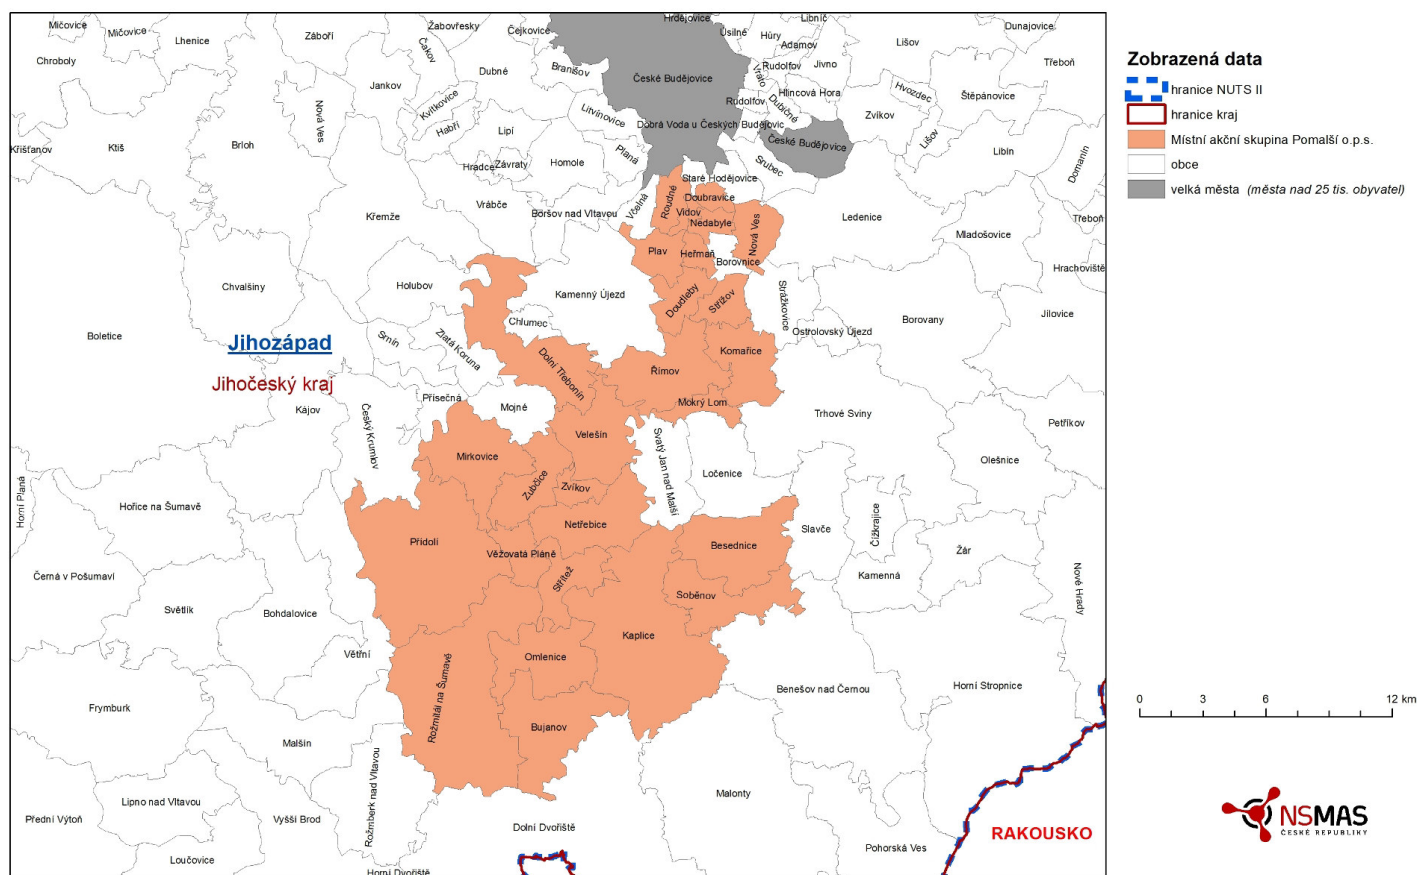 Mičovice
Mičovice
Lhenice
Chroboly
Záboří
Žabovřesky
Čakov
Čejkovice
Hrdějovice
Úsilné
Libníč
Hůry
Adamov
Dunajovice
Lišov
Třeboň
Jankov
Dubné
Branišov
České Budějovice
Vráto
Rudolfov
Jivno
Hlincová Hora
Hvozdec
Štěpánovice
Nová Ves
Kvítkovice
Habří
Litvínovice
Rudolfov
Dubičné
Zvíkov
Lišov
Křišťanov
Ktiš
Brloh
Lipí
Dobrá Voda u Českých Budějovic
České Budějovice
Libín
Domanín
Hradce
Závraty
Homole
Planá
Srubec
Staré Hodějovice
Křemže
Vrábče
Boršov nad Vltavou
Včelná
Roudné
Doubravice
Vidov
Nedabyle
Nová Ves
Ledenice
Třeboň
Mladošovice
Plav
Heřmaň
Borovnice
Hrachoviště
Chvalšiny
Holubov
Kamenný Újezd
Doudleby
Střížov
Strážkovice
Borovany
Jílovice
Boletice
Jihozápad
Srnín
Zlatá Koruna
Chlumec
Ostrolovský Újezd
Dolní Třebonín
Komařice
Římov
Jihočeský kraj
Kájov
Přísečná
Mojné
Mokrý Lom
Trhové Sviny
Petříkov
Český Krumlov
Velešín
Svatý Jan nad Malší
Mirkovice
Ločenice
Olešnice
Horní Planá
Zubčice
Zvíkov
Hořice na Šumavě
Netřebice
Slavče
Čížkrajice
Přídolí
Věžovatá Pláně
Besednice
Žár
Černá v Pošumaví
Střítež
Soběnov
Kamenná
Nové Hrady
Světlík
Bohdalovice
Kaplice
Větřní
Rožmitál na Šumavě
Omlenice
Benešov nad Černou
Horní Stropnice
Frymburk
Bujanov
Malšín
Rožmberk nad Vltavou
Malonty
Lipno nad Vltavou
Přední Výtoň
Vyšší Brod
Dolní Dvořiště
RAKOUSKO
Pohorská Ves
Loučovice
Horní Dvořiště
Zobrazená data
hranice NUTS II
hranice kraj
Místní akční skupina Pomalší o.p.s.
obce
velká města (města nad 25 tis. obyvatel)
0 3 6 12 km
NSMAS
ČESKÉ REPUBLIKY